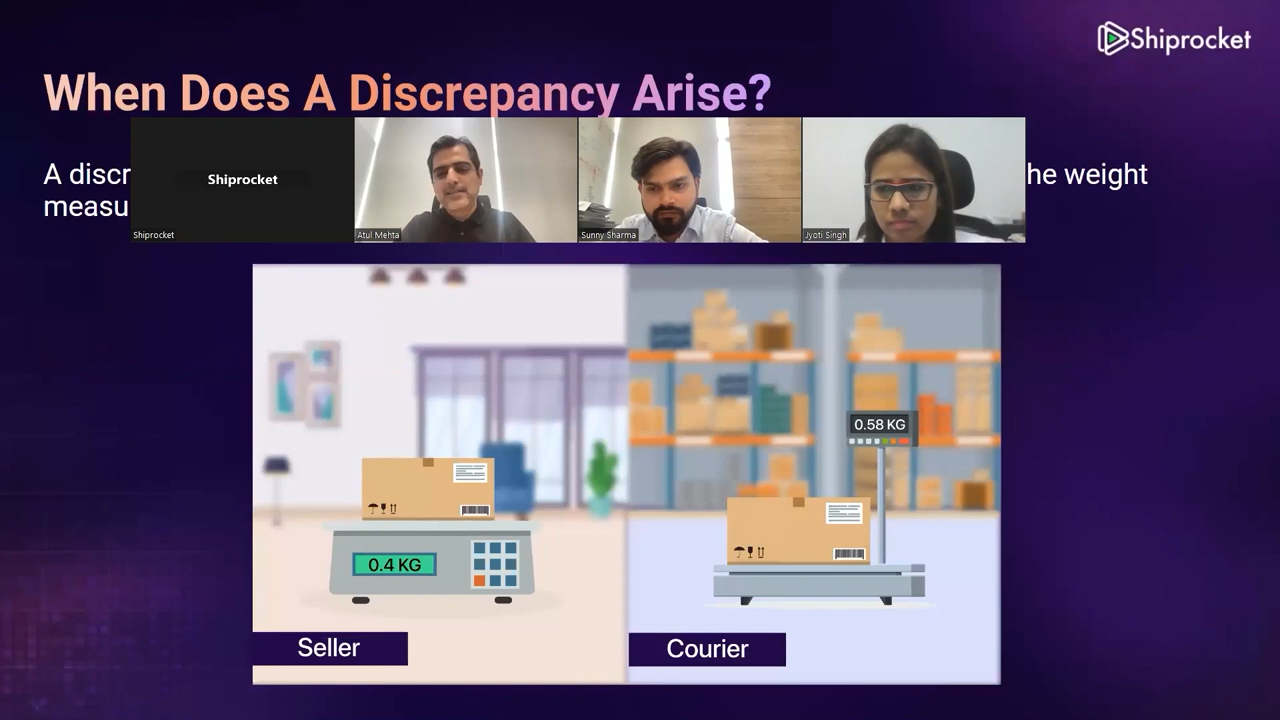 Shiprocket
When Does A Discrepancy Arise?
A discr
he weight
measu
Shiprocket
Shiprocket
Atul Mehta
Sunny Sharma
Jyoti Singh
0.58 KG
0.4 KG
Seller
Courier